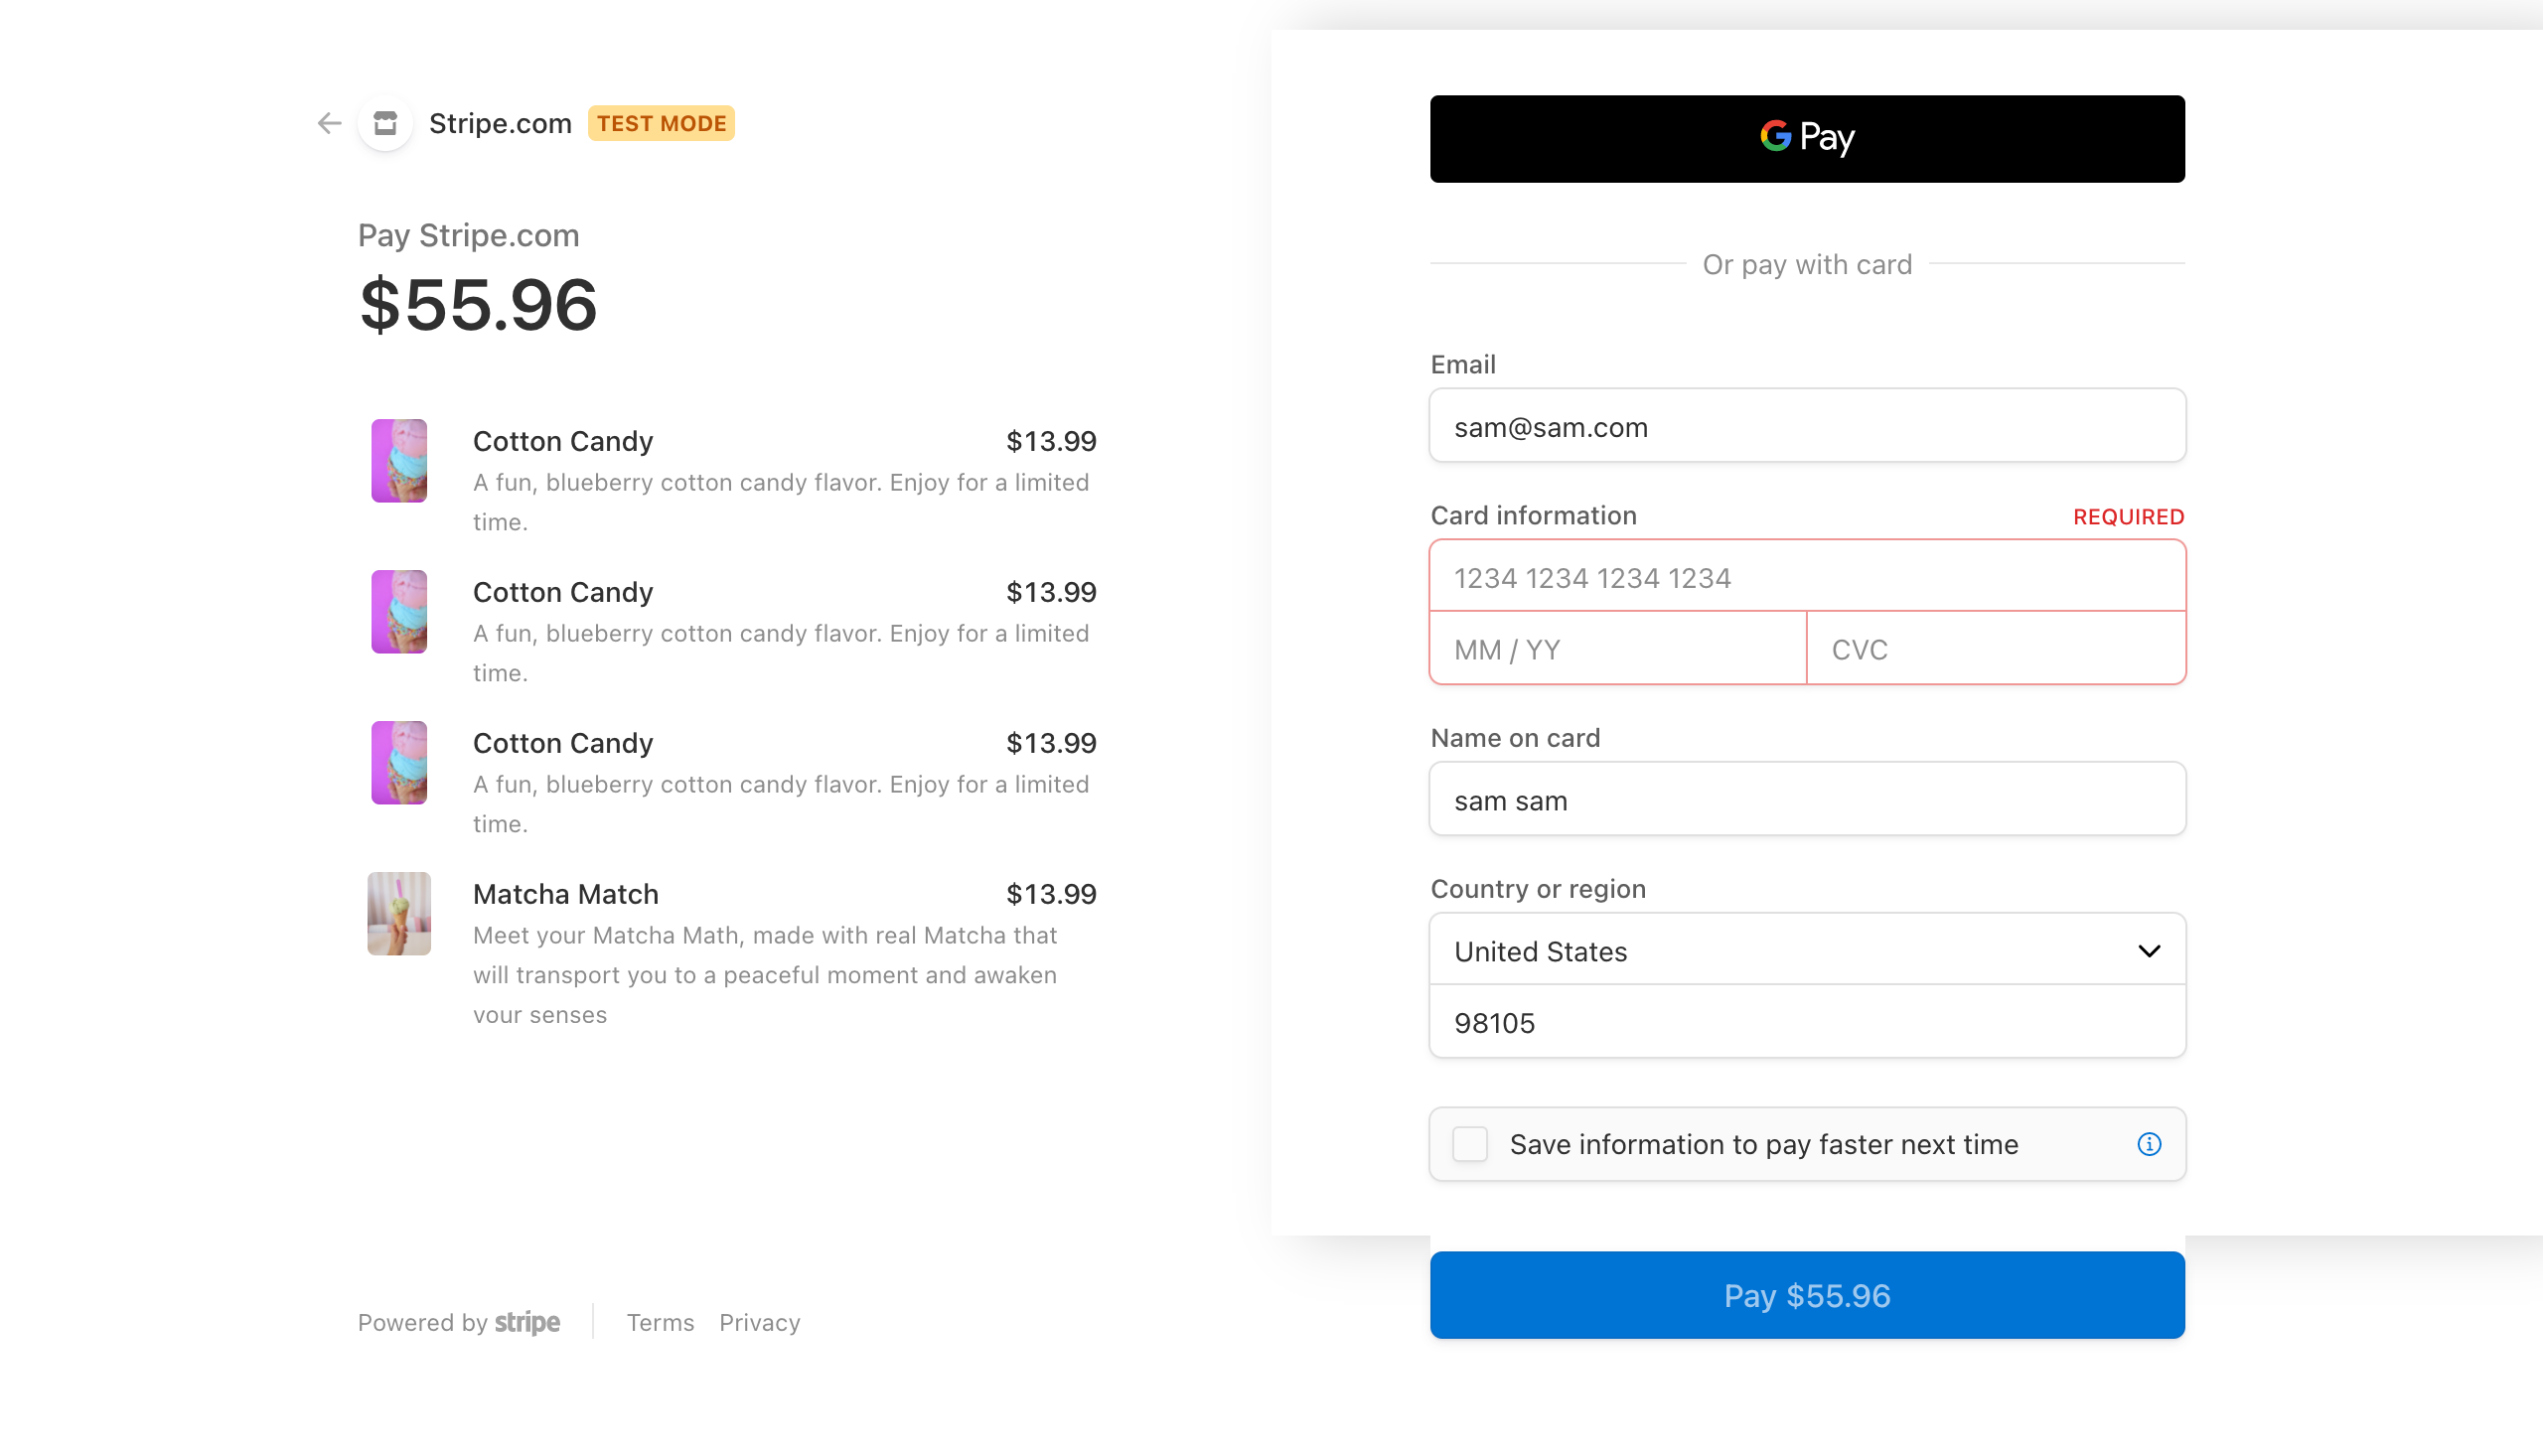 Stripe.com TEST MODE
Pay Stripe.com
$55.96
Cotton Candy $13.99
A fun, blueberry cotton candy flavor. Enjoy for a limited
time.
Cotton Candy $13.99
A fun, blueberry cotton candy flavor. Enjoy for a limited
time.
Cotton Candy $13.99
A fun, blueberry cotton candy flavor. Enjoy for a limited
time.
Matcha Match $13.99
Meet your Matcha Math, made with real Matcha that
will transport you to a peaceful moment and awaken
your senses
Powered by stripe Terms Privacy
G Pay
Or pay with card
Email
sam@sam.com
Card information REQUIRED
1234 1234 1234 1234
MM / YY CVC
Name on card
sam sam
Country or region
United States
98105
Save information to pay faster next time
Pay $55.96